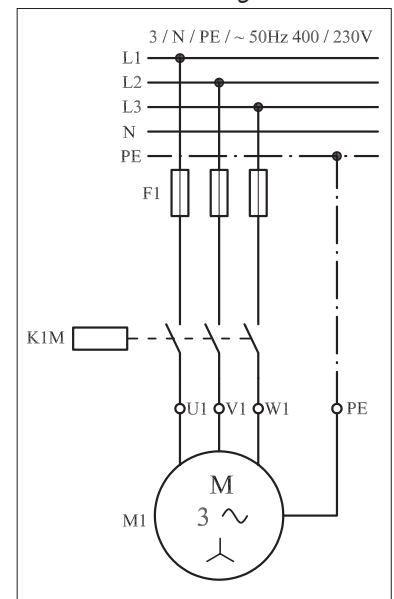 3 / N / PE / ~ 50Hz 400 / 230V
L1
L2
L3
N
PE
F1
K1M
U1 V1 W1 PE
M
3
M1